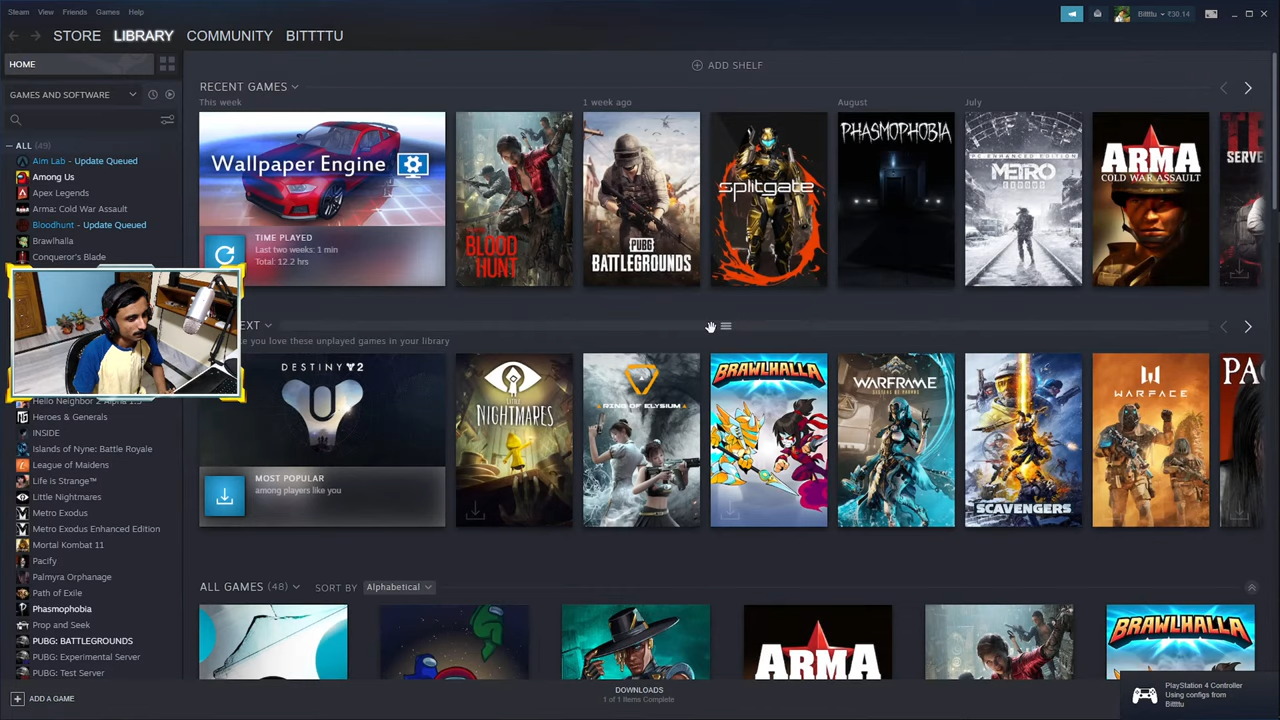 Steam View Friends Games Help
Bittttu ₹30.14
STORE LIBRARY COMMUNITY BITTTTU
HOME
GAMES AND SOFTWARE
ALL (49)
Aim Lab - Update Queued
Among Us
Apex Legends
Arma: Cold War Assault
Bloodhunt - Update Queued
Brawlhalla
Conqueror's Blade
Heroes & Generals
INSIDE
Islands of Nyne: Battle Royale
League of Maidens
Life is Strange™
Little Nightmares
Metro Exodus
Metro Exodus Enhanced Edition
Mortal Kombat 11
Pacify
Palmyra Orphanage
Path of Exile
Phasmophobia
Prop and Seek
PUBG: BATTLEGROUNDS
PUBG: Experimental Server
PUBG: Test Server
ADD A GAME
ADD SHELF
RECENT GAMES
This week
1 week ago
August
July
Wallpaper Engine
TIME PLAYED
Last two weeks: 1 min
Total: 12.2 hrs
BLOOD
HUNT
PUBG
BATTLEGROUNDS
splitgate
PHASMOPHOBIA
PC ENHANCED EDITION
METRO
EXODUS
ARMA
COLD WAR ASSAULT
TE
SERVE
EXT
e you love these unplayed games in your library
DESTINY 2
MOST POPULAR
among players like you
LITTLE
NIGHTMARES
RING OF ELYSIUM
BRAWLHALLA
WARFRAME
SCAVENGERS
WARFACE
PA
ALL GAMES (48)
SORT BY Alphabetical
ARMA
BRAWLHALLA
DOWNLOADS
1 of 1 Items Complete
PlayStation 4 Controller
Using configs from
Bittttu